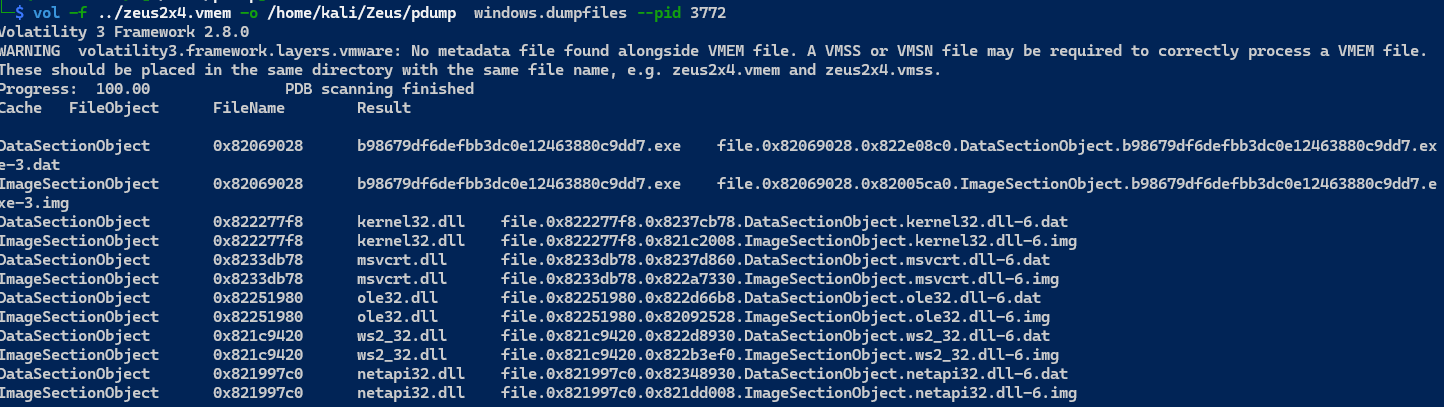 └─$ vol -f ../zeus2x4.vmem -o /home/kali/Zeus/pdump  windows.dumpfiles --pid 3772
Volatility 3 Framework 2.8.0
WARNING  volatility3.framework.layers.vmware: No metadata file found alongside VMEM file. A VMSS or VMSN file may be required to correctly process a VMEM file.
These should be placed in the same directory with the same file name, e.g. zeus2x4.vmem and zeus2x4.vmss.
Progress:  100.00               PDB scanning finished
Cache   FileObject      FileName        Result
DataSectionObject       0x82069028      b98679df6defbb3dc0e12463880c9dd7.exe    file.0x82069028.0x822e08c0.DataSectionObject.b98679df6defbb3dc0e12463880c9dd7.ex
e-3.dat
ImageSectionObject      0x82069028      b98679df6defbb3dc0e12463880c9dd7.exe    file.0x82069028.0x82005ca0.ImageSectionObject.b98679df6defbb3dc0e12463880c9dd7.e
xe-3.img
DataSectionObject       0x822277f8      kernel32.dll    file.0x822277f8.0x8237cb78.DataSectionObject.kernel32.dll-6.dat
ImageSectionObject      0x822277f8      kernel32.dll    file.0x822277f8.0x821c2008.ImageSectionObject.kernel32.dll-6.img
DataSectionObject       0x8233db78      msvcrt.dll      file.0x8233db78.0x8237d860.DataSectionObject.msvcrt.dll-6.dat
ImageSectionObject      0x8233db78      msvcrt.dll      file.0x8233db78.0x822a7330.ImageSectionObject.msvcrt.dll-6.img
DataSectionObject       0x82251980      ole32.dll       file.0x82251980.0x822d66b8.DataSectionObject.ole32.dll-6.dat
ImageSectionObject      0x82251980      ole32.dll       file.0x82251980.0x82092528.ImageSectionObject.ole32.dll-6.img
DataSectionObject       0x821c9420      ws2_32.dll      file.0x821c9420.0x822d8930.DataSectionObject.ws2_32.dll-6.dat
ImageSectionObject      0x821c9420      ws2_32.dll      file.0x821c9420.0x822b3ef0.ImageSectionObject.ws2_32.dll-6.img
DataSectionObject       0x821997c0      netapi32.dll    file.0x821997c0.0x82348930.DataSectionObject.netapi32.dll-6.dat
ImageSectionObject      0x821997c0      netapi32.dll    file.0x821997c0.0x821dd008.ImageSectionObject.netapi32.dll-6.img